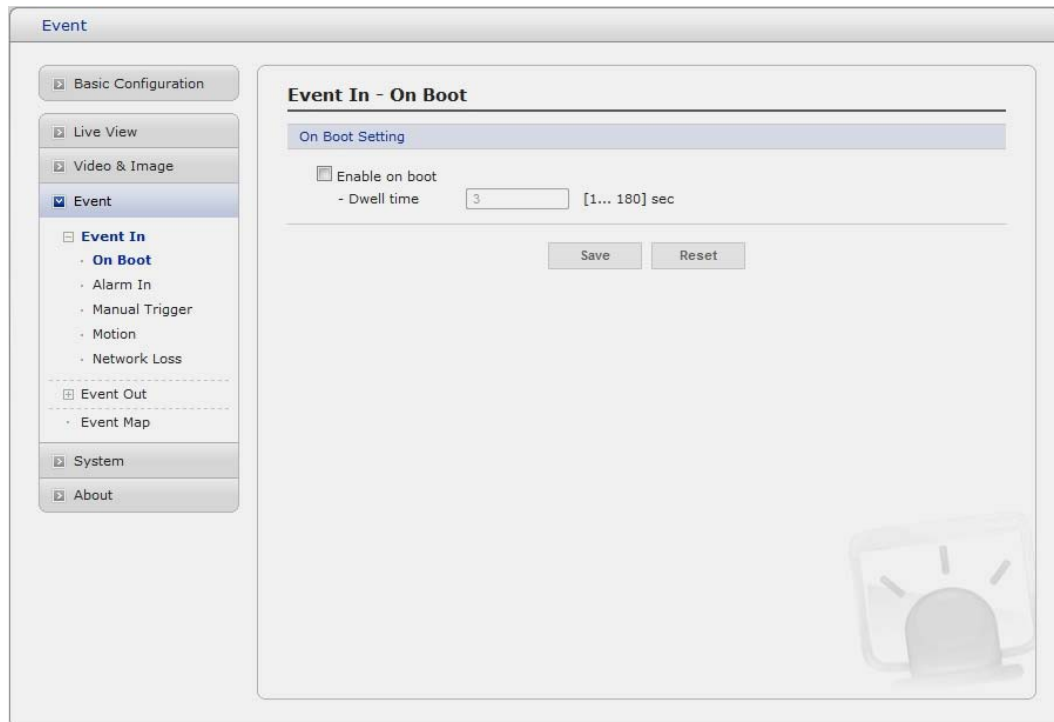 Event
Basic Configuration
Live View
Video & Image
Event
Event In
On Boot
Alarm In
Manual Trigger
Motion
Network Loss
Event Out
Event Map
System
About
Event In - On Boot
On Boot Setting
Enable on boot
- Dwell time 3 [1... 180] sec
Save Reset